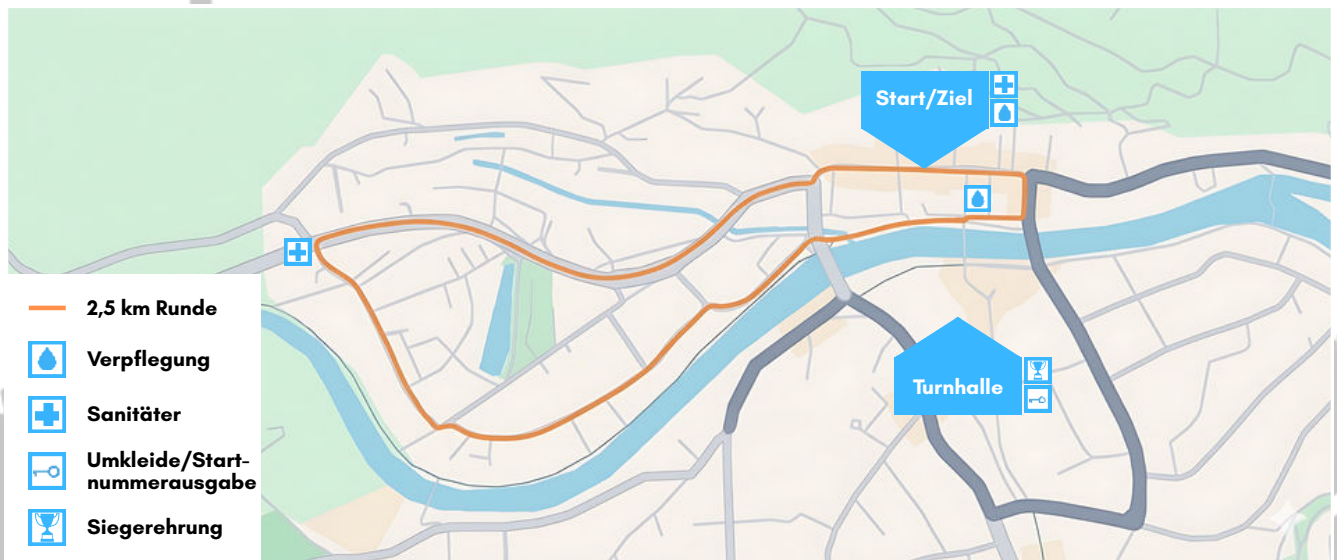 Start/Ziel
Turnhalle
2,5 km Runde
Verpflegung
Sanitäter
Umkleide/Start-
nummerausgabe
Siegerehrung